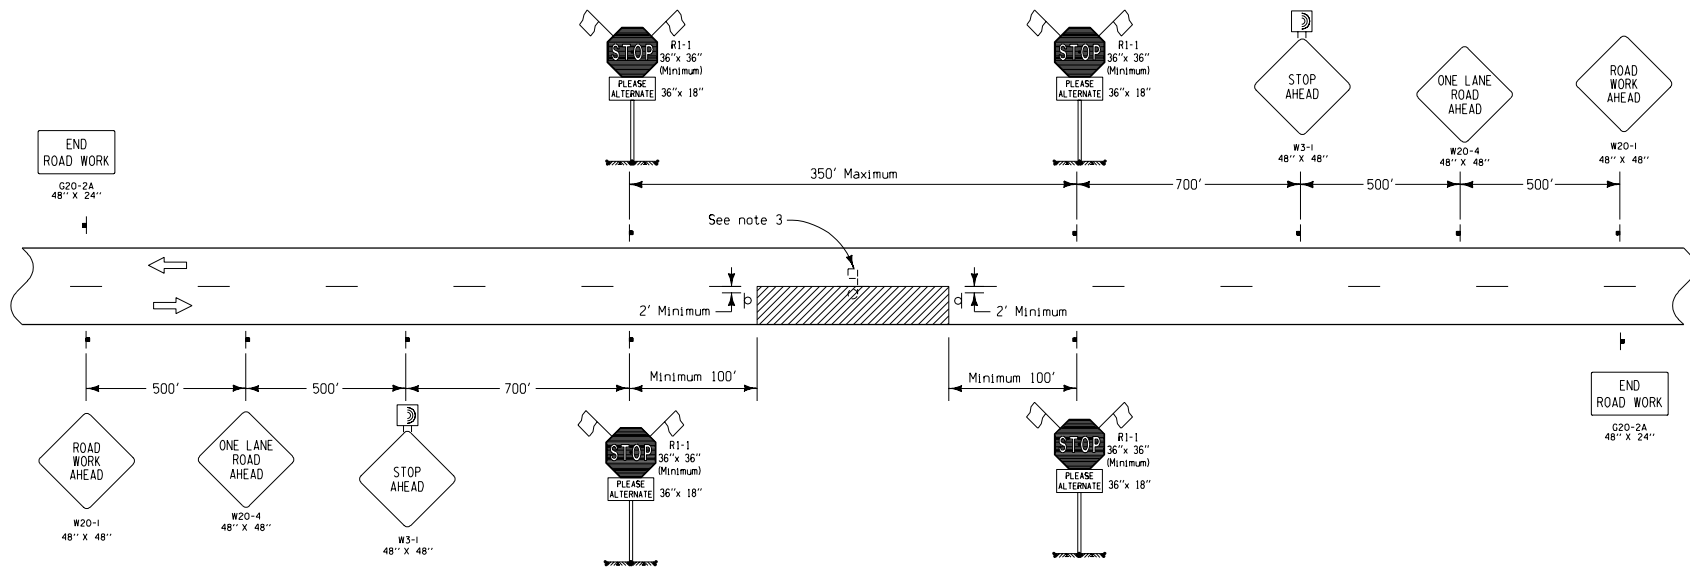 STOP
PLEASE
ALTERNATE
R1-1
36"x 36"
(Minimum)
36"x 18"
STOP
PLEASE
ALTERNATE
R1-1
36"x 36"
(Minimum)
36"x 18"
STOP
AHEAD
W3-1
48" X 48"
ONE LANE
ROAD
AHEAD
W20-4
48" X 48"
ROAD
WORK
AHEAD
W20-1
48" X 48"
END
ROAD WORK
G20-2A
48" X 24"
350' Maximum
700'
500'
500'
See note 3
2' Minimum
2' Minimum
500'
500'
700'
Minimum 100'
Minimum 100'
ROAD
WORK
AHEAD
W20-1
48" X 48"
ONE LANE
ROAD
AHEAD
W20-4
48" X 48"
STOP
AHEAD
W3-1
48" X 48"
STOP
PLEASE
ALTERNATE
R1-1
36"x 36"
(Minimum)
36"x 18"
STOP
PLEASE
ALTERNATE
R1-1
36"x 36"
(Minimum)
36"x 18"
END
ROAD WORK
G20-2A
48" X 24"